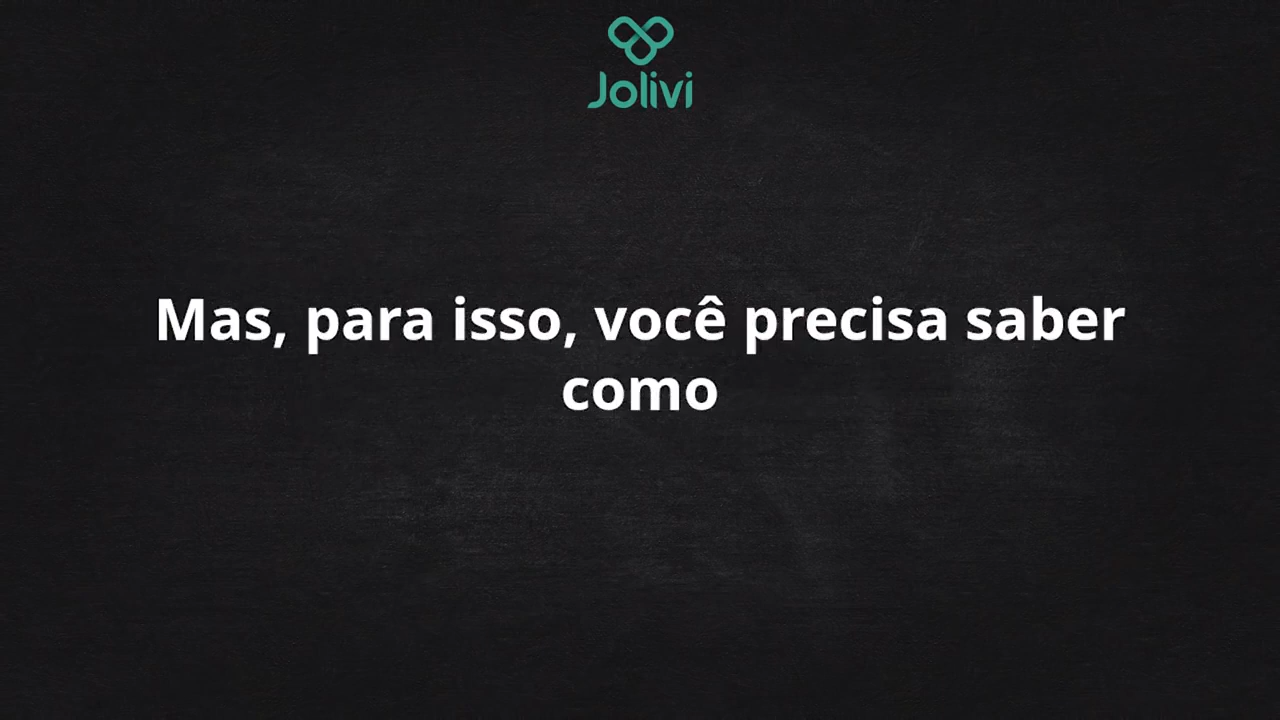 Jolivi
Mas, para isso, você precisa saber
como